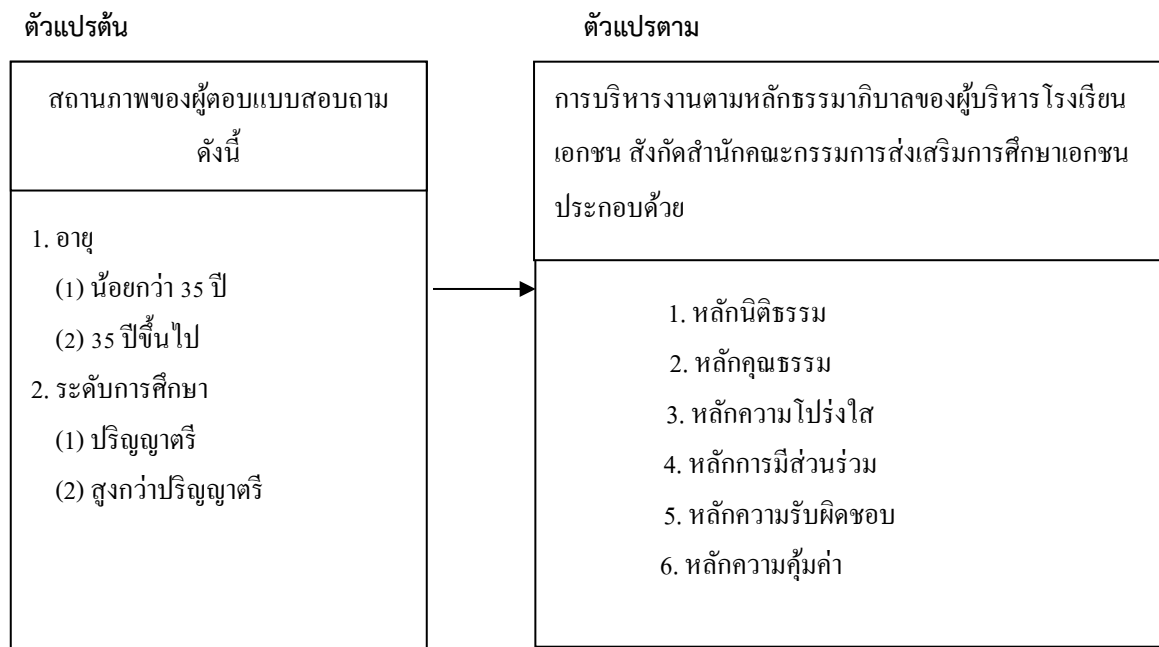 ตัวแปรต้น
สถานภาพของผู้ตอบแบบสอบถาม
ดังนี้
1. อายุ
(1) น้อยกว่า 35 ปี
(2) 35 ปีขึ้นไป
2. ระดับการศึกษา
(1) ปริญญาตรี
(2) สูงกว่าปริญญาตรี
ตัวแปรตาม
การบริหารงานตามหลักธรรมาภิบาลของผู้บริหารโรงเรียน
เอกชน สังกัดสำนักคณะกรรมการส่งเสริมการศึกษาเอกชน
ประกอบด้วย
1. หลักนิติธรรม
2. หลักคุณธรรม
3. หลักความโปร่งใส
4. หลักการมีส่วนร่วม
5. หลักความรับผิดชอบ
6. หลักความคุ้มค่า